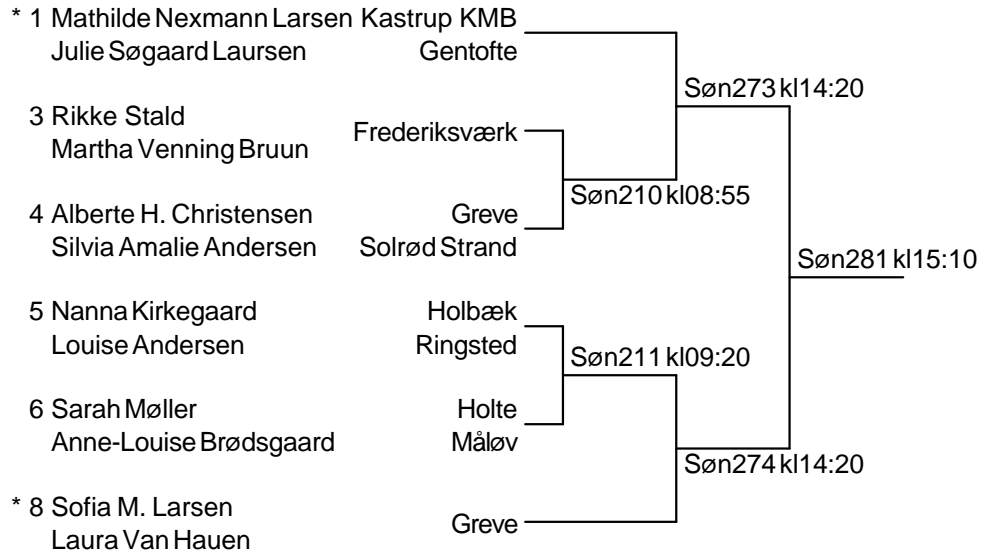 * 1 Mathilde Nexmann Larsen Kastrup KMB
Julie Søgaard Laursen Gentofte
Søn273 kl14:20
3 Rikke Stald
Frederiksværk
Martha Venning Bruun
Søn210 kl08:55
4 Alberte H. Christensen Greve
Silvia Amalie Andersen Solrød Strand
Søn281 kl15:10
5 Nanna Kirkegaard Holbæk
Louise Andersen Ringsted
Søn211 kl09:20
6 Sarah Møller Holte
Anne-Louise Brødsgaard Måløv
Søn274 kl14:20
* 8 Sofia M. Larsen
Greve
Laura Van Hauen